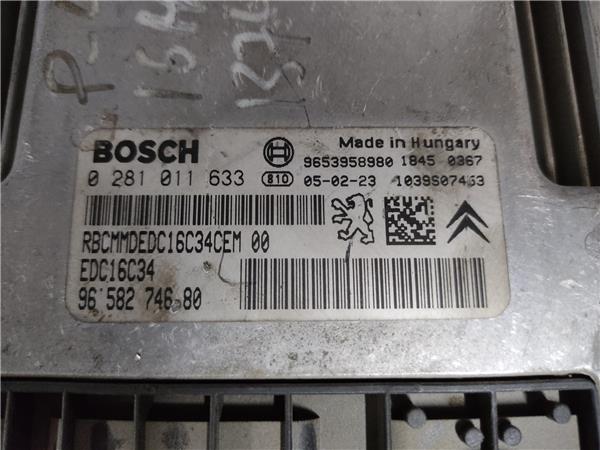 BOSCH
Made in Hungary
9653958980 1845 0367
0 281 011 633
810
05-02-23 1039S07463
RBCMMDEDC16C34CEM 00
EDC16C34
96 582 746 80